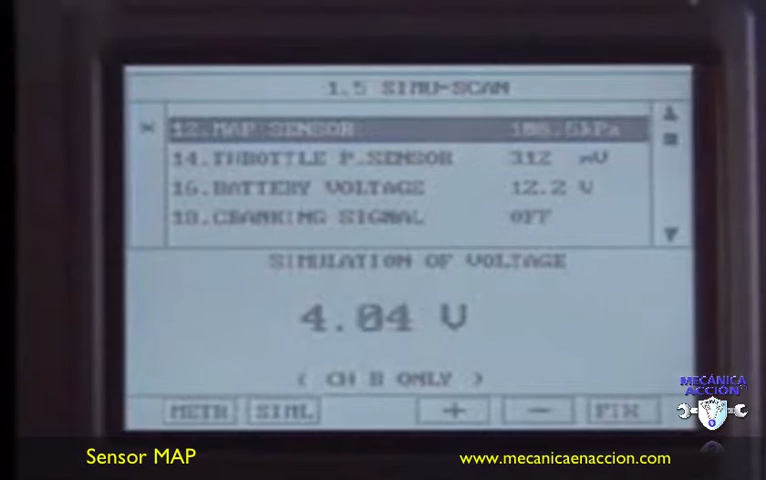 1.5 SIMU-SCAN
12.MAP SENSOR 106.5kPa
14.THROTTLE P.SENSOR 312 mV
16.BATTERY VOLTAGE 12.2 V
18.CRANKING SIGNAL OFF
SIMULATION OF VOLTAGE
4.04 V
( CH B ONLY )
METR SIML + - FIX
MECÁNICA
ACCIÓN
Sensor MAP www.mecanicaenaccion.com